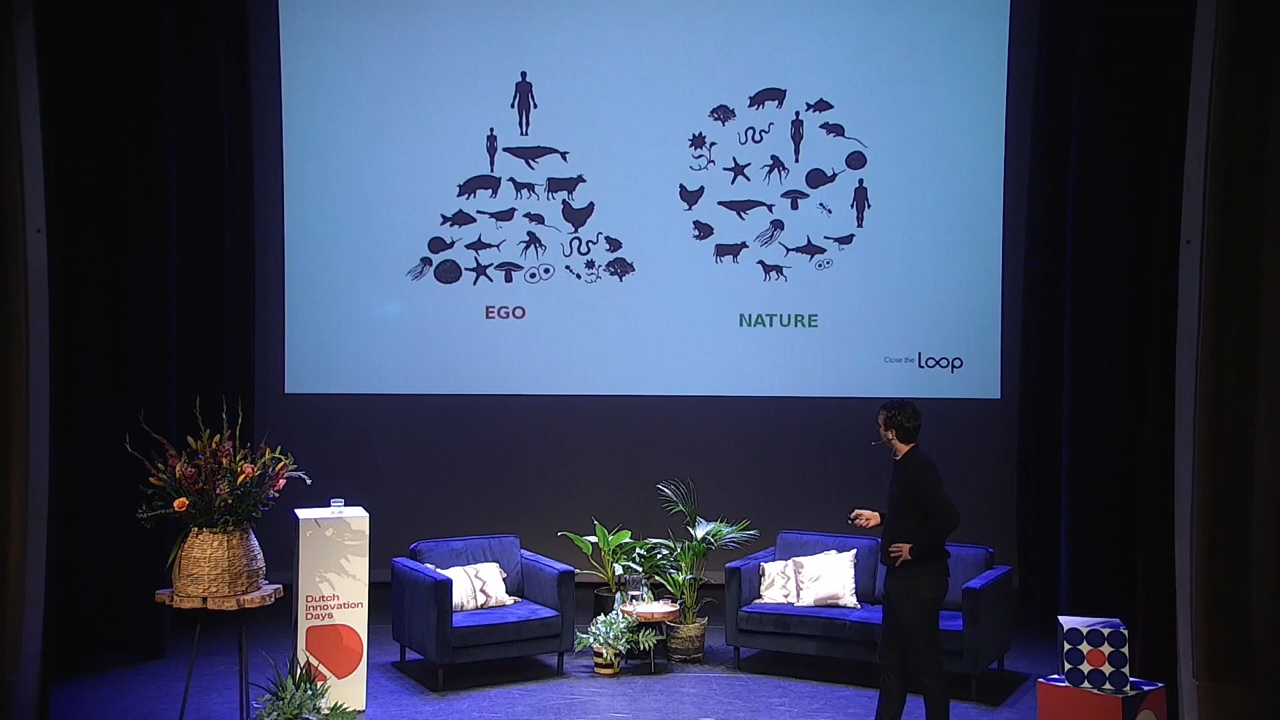 EGO
NATURE
Close the Loop
Dutch
Innovation
Days